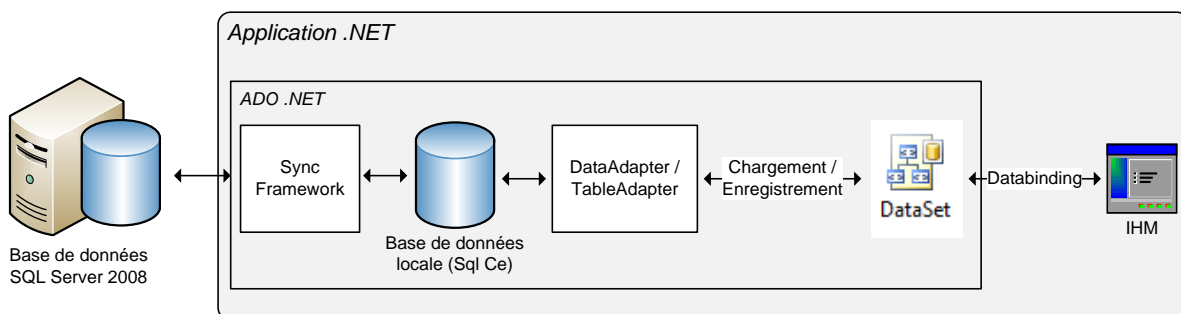 Application .NET
ADO .NET
Sync
Framework
DataAdapter /
TableAdapter
Chargement /
Enregistrement
DataSet
Databinding
IHM
Base de données
locale (Sql Ce)
Base de données
SQL Server 2008